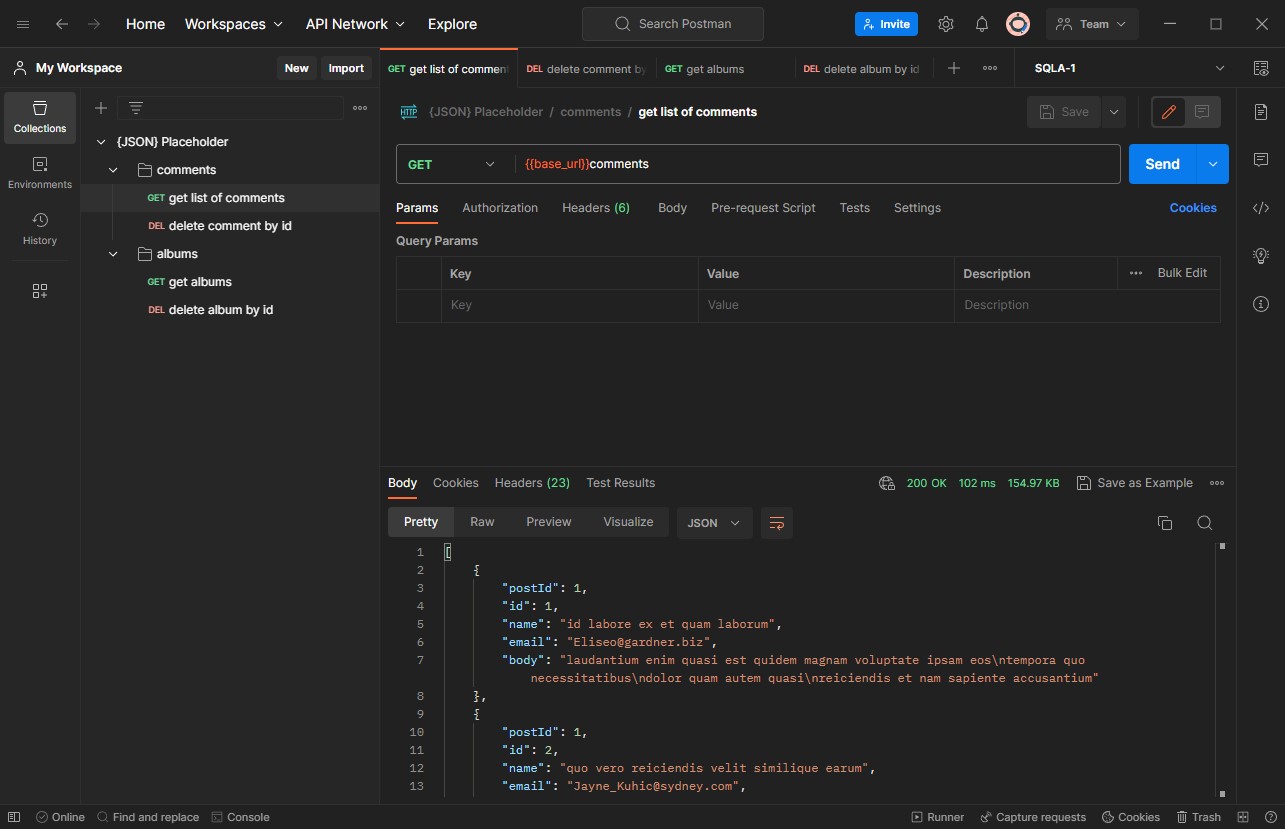 Home Workspaces API Network Explore Search Postman Invite Team
My Workspace New Import
GET get list of commen DEL delete comment by GET get albums DEL delete album by id SQLA-1
Collections
Environments
History
{JSON} Placeholder
comments
GET get list of comments
DEL delete comment by id
albums
GET get albums
DEL delete album by id
HTTP {JSON} Placeholder / comments / get list of comments Save
GET {{base_url}}comments Send
Params Authorization Headers (6) Body Pre-request Script Tests Settings Cookies
Query Params
Key Value Description Bulk Edit
Key Value Description
Body Cookies Headers (23) Test Results 200 OK 102 ms 154.97 KB Save as Example
Pretty Raw Preview Visualize JSON
1 [
2 {
3 "postId": 1,
4 "id": 1,
5 "name": "id labore ex et quam laborum",
6 "email": "Eliseo@gardner.biz",
7 "body": "laudantium enim quasi est quidem magnam voluptate ipsam eos\ntempora quo
necessitatibus\ndolor quam autem quasi\nreiciendis et nam sapiente accusantium"
8 },
9 {
10 "postId": 1,
11 "id": 2,
12 "name": "quo vero reiciendis velit similique earum",
13 "email": "Jayne_Kuhic@sydney.com",
Online Find and replace Console Runner Capture requests Cookies Trash